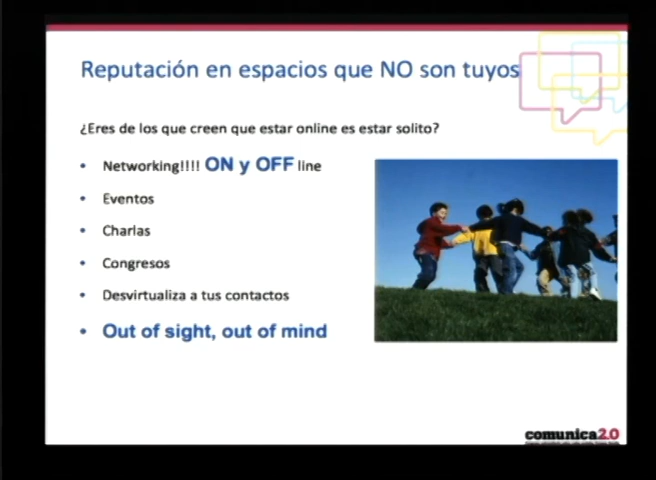 Reputación en espacios que NO son tuyos
¿Eres de los que creen que estar online es estar solito?
• Networking!!!! ON y OFF line
• Eventos
• Charlas
• Congresos
• Desvirtualiza a tus contactos
• Out of sight, out of mind
comunica2.0